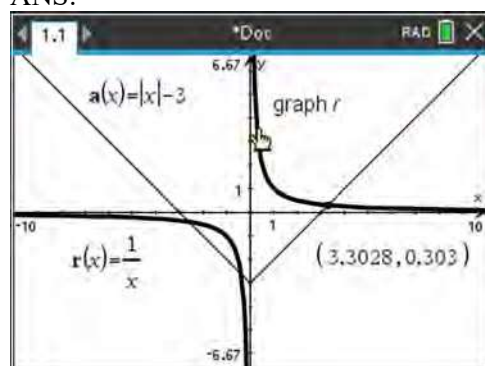 ANS:
1.1 *Doc RAD
6.67 y
a(x)=|x|-3
graph r
1
x
-10 1 10
r(x)=1/x
(3.3028,0.303)
-6.67